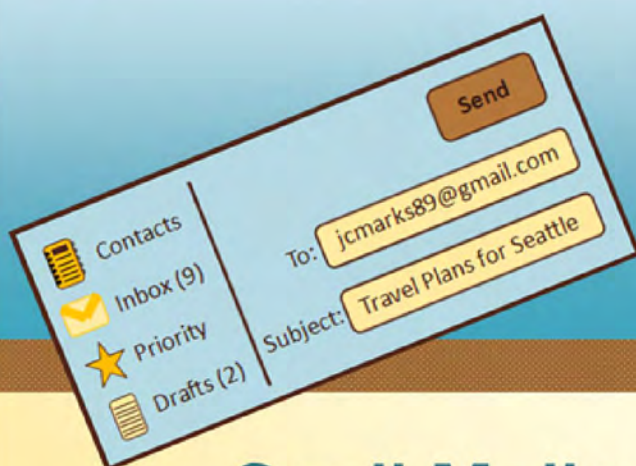 Send
Contacts
To: jcmarks89@gmail.com
Inbox (9)
Subject: Travel Plans for Seattle
Priority
Drafts (2)